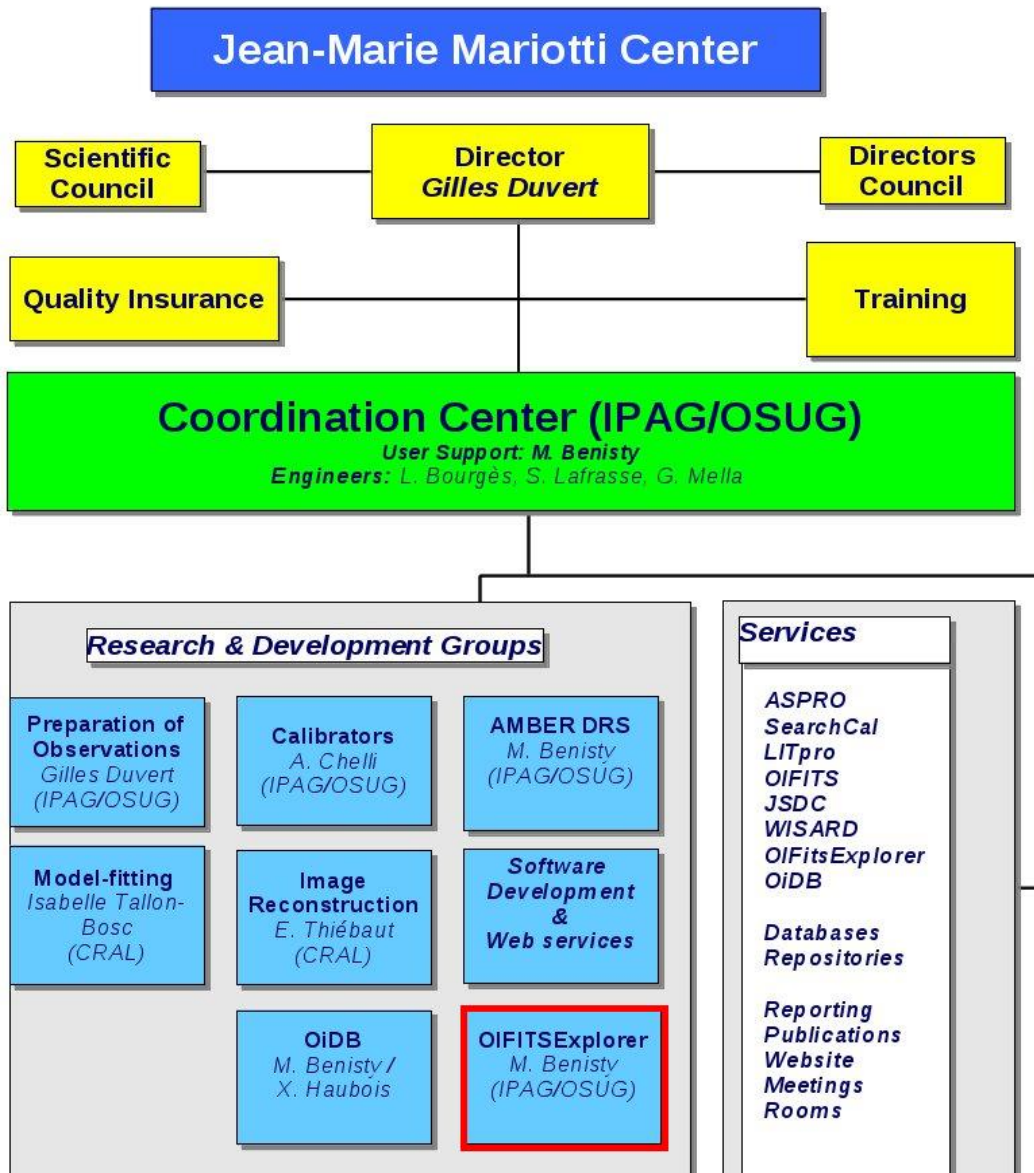 Jean-Marie Mariotti Center
Scientific
Council
Director
Gilles Duvert
Directors
Council
Quality Insurance
Training
Coordination Center (IPAG/OSUG)
User Support: M. Benisty
Engineers: L. Bourgès, S. Lafrasse, G. Mella
Research & Development Groups
Preparation of
Observations
Gilles Duvert
(IPAG/OSUG)
Calibrators
A. Chelli
(IPAG/OSUG)
AMBER DRS
M. Benisty
(IPAG/OSUG)
Model-fitting
Isabelle Tallon-
Bosc
(CRAL)
Image
Reconstruction
E. Thiébaut
(CRAL)
Software
Development
&
Web services
OiDB
M. Benisty /
X. Haubois
OIFITSExplorer
M. Benisty
(IPAG/OSUG)
Services
ASPRO
SearchCal
LITpro
OIFITS
JSDC
WISARD
OIFitsExplorer
OiDB
Databases
Repositories
Reporting
Publications
Website
Meetings
Rooms